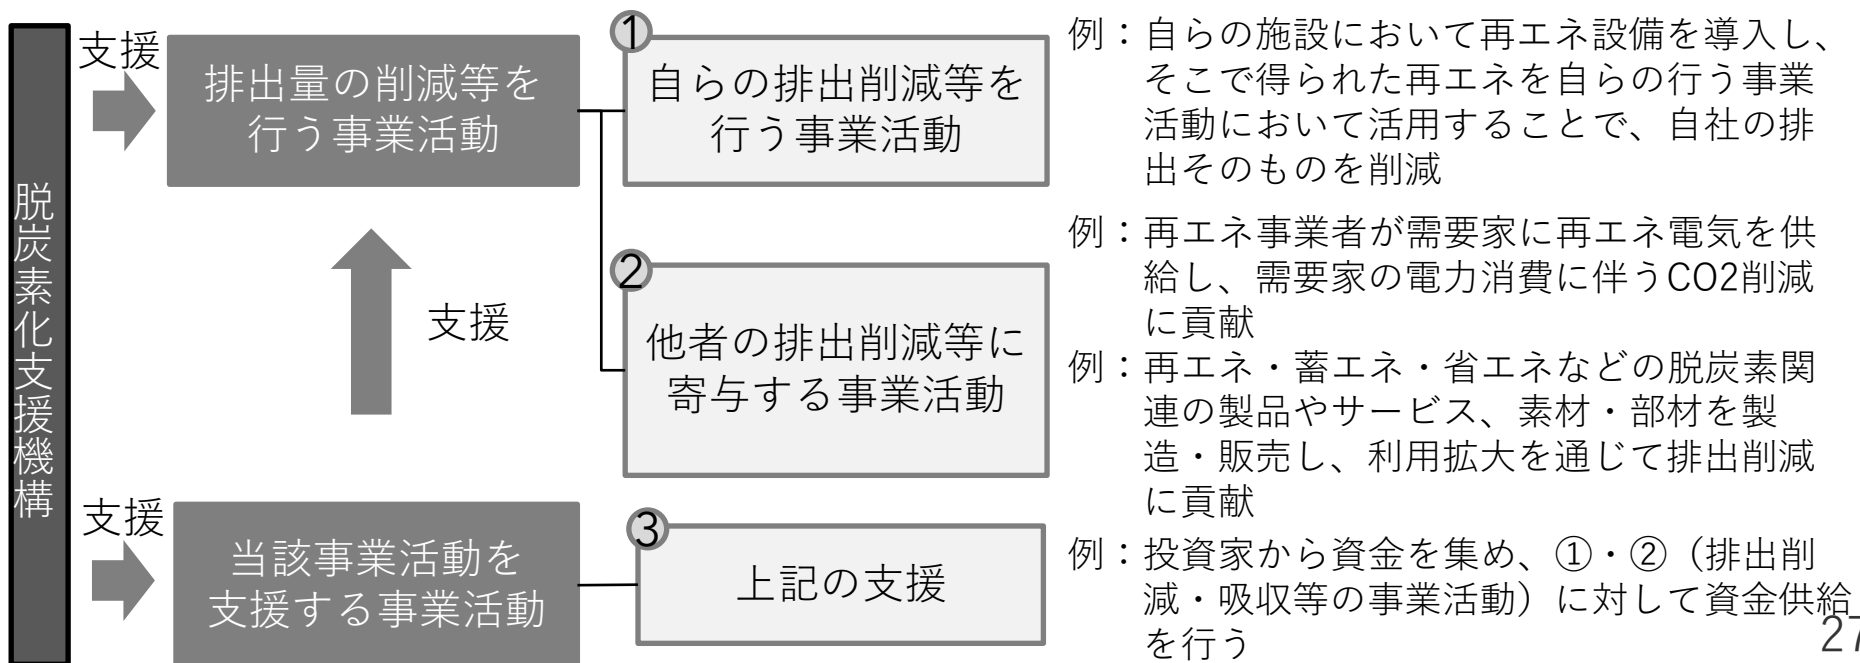 脱炭素化支援機構
支援
排出量の削減等を
行う事業活動
①
自らの排出削減等を
行う事業活動
例：自らの施設において再エネ設備を導入し、
そこで得られた再エネを自らの行う事業
活動において活用することで、自社の排
出そのものを削減
支援
②
他者の排出削減等に
寄与する事業活動
例：再エネ事業者が需要家に再エネ電気を供
給し、需要家の電力消費に伴うCO2削減
に貢献
例：再エネ・蓄エネ・省エネなどの脱炭素関
連の製品やサービス、素材・部材を製
造・販売し、利用拡大を通じて排出削減
に貢献
支援
当該事業活動を
支援する事業活動
③
上記の支援
例：投資家から資金を集め、①・②（排出削
減・吸収等の事業活動）に対して資金供給
を行う
27